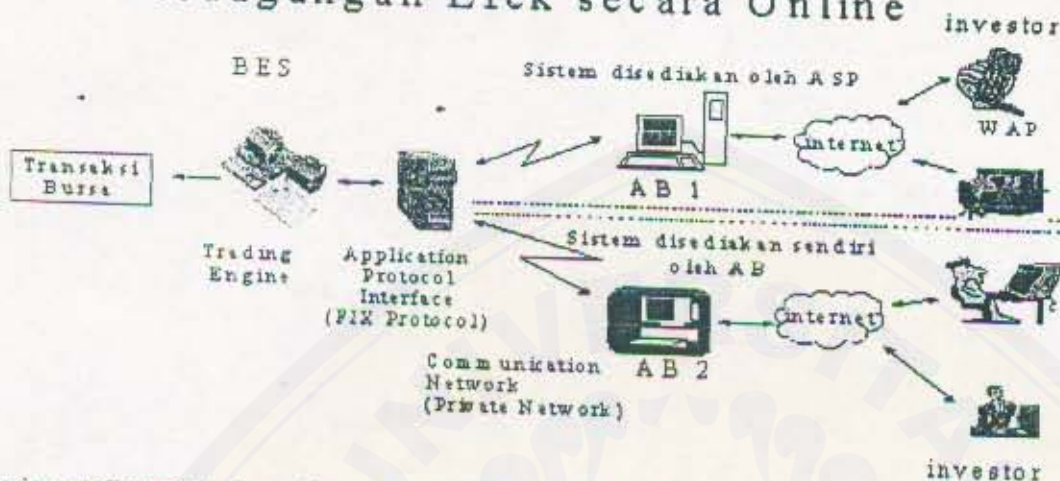 Efek secara Online
investor
BES
Sistem disediakan oleh ASP
WAP
internet
Transaksi
Bursa
AB 1
Sistem disediakan sendiri
oleh AB
Trading
Engine
Application
Protocol
Interface
(FIX Protocol)
internet
AB 2
Communication
Network
(Private Network)
investor